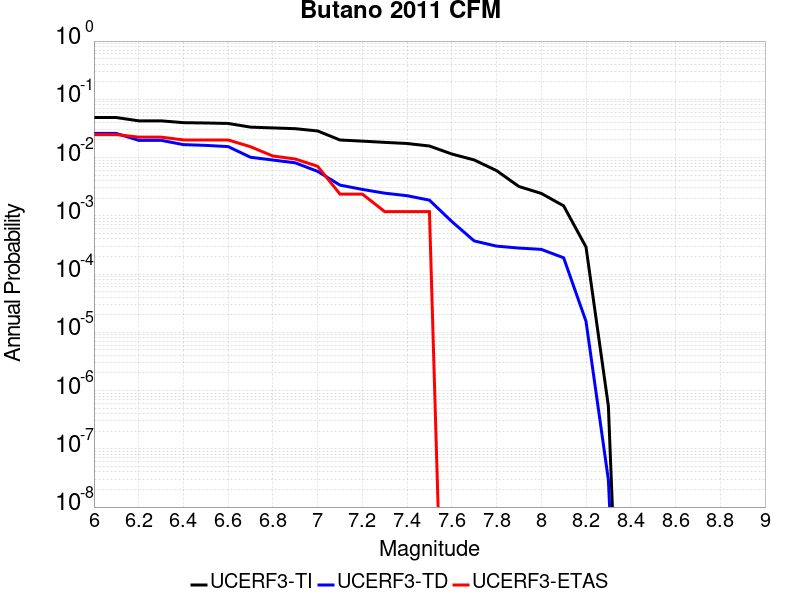 Butano 2011 CFM
Annual Probability
10^0
10^-1
10^-2
10^-3
10^-4
10^-5
10^-6
10^-7
10^-8
6 6.2 6.4 6.6 6.8 7 7.2 7.4 7.6 7.8 8 8.2 8.4 8.6 8.8 9
Magnitude
UCERF3-TI UCERF3-TD UCERF3-ETAS